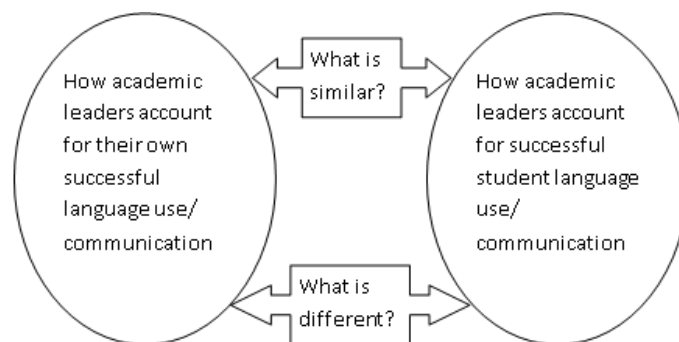 How academic
leaders account
for their own
successful
language use/
communication
What is
similar?
How academic
leaders account
for successful
student language
use/
communication
What is
different?